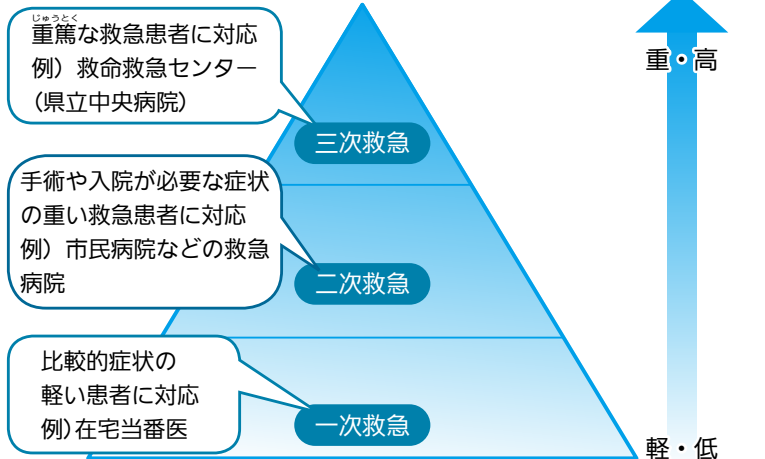 じゅうとく
重篤な救急患者に対応
例）救命救急センター
（県立中央病院）
三次救急
手術や入院が必要な症状
の重い救急患者に対応
例）市民病院などの救急
病院
二次救急
比較的症状の
軽い患者に対応
例）在宅当番医
一次救急
重・高
軽・低